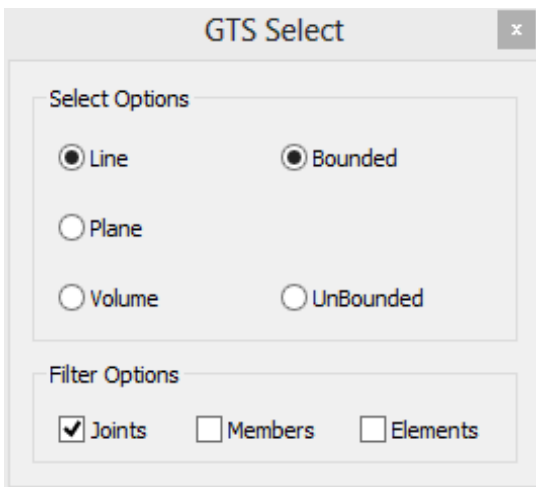 GTS Select
x
Select Options
Line Bounded
Plane
Volume UnBounded
Filter Options
Joints Members Elements